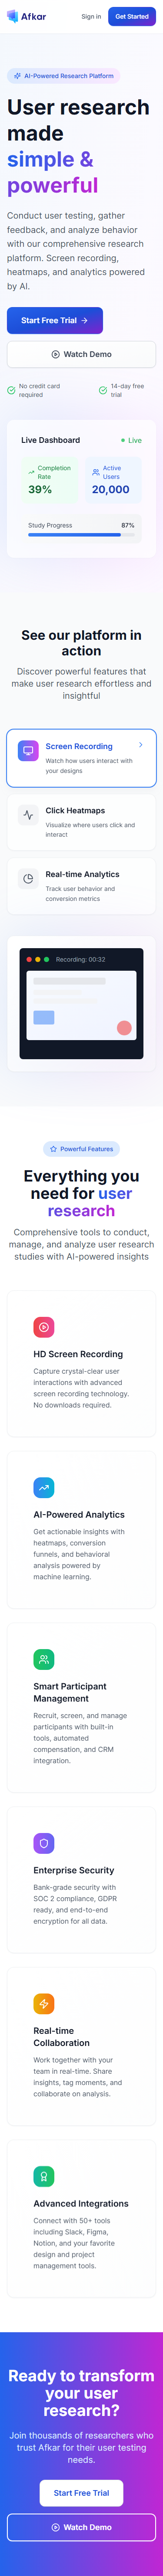 Afkar
Sign in
Get Started
AI-Powered Research Platform
User research
made
simple &
powerful
Conduct user testing, gather
feedback, and analyze behavior
with our comprehensive research
platform. Screen recording,
heatmaps, and analytics powered
by AI.
Start Free Trial →
Watch Demo
No credit card
required
14-day free
trial
Live Dashboard
Live
Completion
Rate
39%
Active
Users
20,000
Study Progress
87%
See our platform in
action
Discover powerful features that
make user research effortless and
insightful
Screen Recording
Watch how users interact with
your designs
Click Heatmaps
Visualize where users click and
interact
Real-time Analytics
Track user behavior and
conversion metrics
Recording: 00:32
Powerful Features
Everything you
need for user
research
Comprehensive tools to conduct,
manage, and analyze user research
studies with AI-powered insights
HD Screen Recording
Capture crystal-clear user
interactions with advanced
screen recording technology.
No downloads required.
AI-Powered Analytics
Get actionable insights with
heatmaps, conversion
funnels, and behavioral
analysis powered by
machine learning.
Smart Participant
Management
Recruit, screen, and manage
participants with built-in
tools, automated
compensation, and CRM
integration.
Enterprise Security
Bank-grade security with
SOC 2 compliance, GDPR
ready, and end-to-end
encryption for all data.
Real-time
Collaboration
Work together with your
team in real-time. Share
insights, tag moments, and
collaborate on analysis.
Advanced Integrations
Connect with 50+ tools
including Slack, Figma,
Notion, and your favorite
design and project
management tools.
Ready to transform
your user
research?
Join thousands of researchers who
trust Afkar for their user testing
needs.
Start Free Trial
Watch Demo